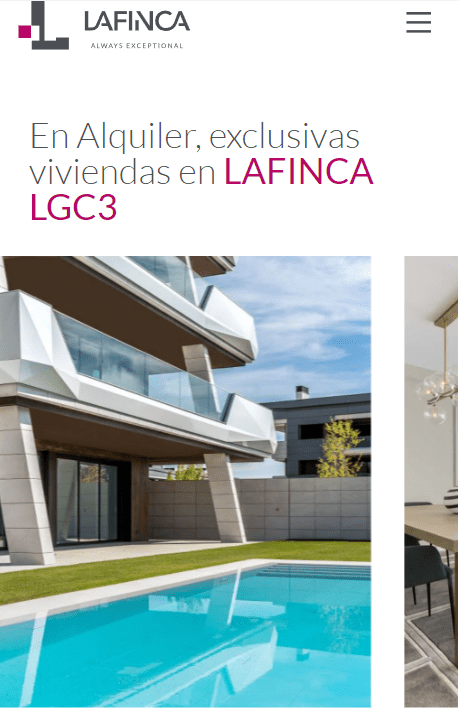 LAFINCA
ALWAYS EXCEPTIONAL
En Alquiler, exclusivas
viviendas en LAFINCA
LGC3